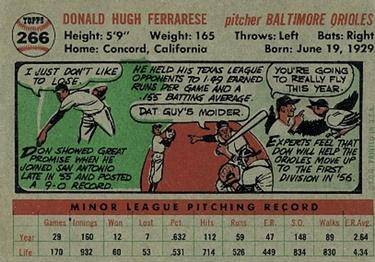 TOPPS
266
DONALD HUGH FERRARESE pitcher BALTIMORE ORIOLES
Height: 5'9" Weight: 165 Throws: Left Bats: Right
Home: Concord, California Born: June 19, 1929
I JUST DON'T LIKE TO LOSE.
DON SHOWED GREAT PROMISE WHEN HE JOINED SAN ANTONIO LATE IN '55 AND POSTED A 9-0 RECORD.
HE HELD HIS TEXAS LEAGUE
OPPONENTS TO 1.49 EARNED
RUNS PER GAME AND A
.155 BATTING AVERAGE.
DAT GUY'S MOIDER.
YOU'RE GOING
TO REALLY FLY
THIS YEAR.
EXPERTS FEEL THAT
DON WILL HELP THE
ORIOLES MOVE UP
TO THE FIRST
DIVISION IN '56.
MINOR LEAGUE PITCHING RECORD
Games Innings Won Lost Pct. Hits Runs E.R. S.O. Walks E.R.Avg.
Year 29 160 12 7 .632 112 59 47 148 89 2.64
Life 170 932 60 53 .531 714 526 449 929 760 4.34